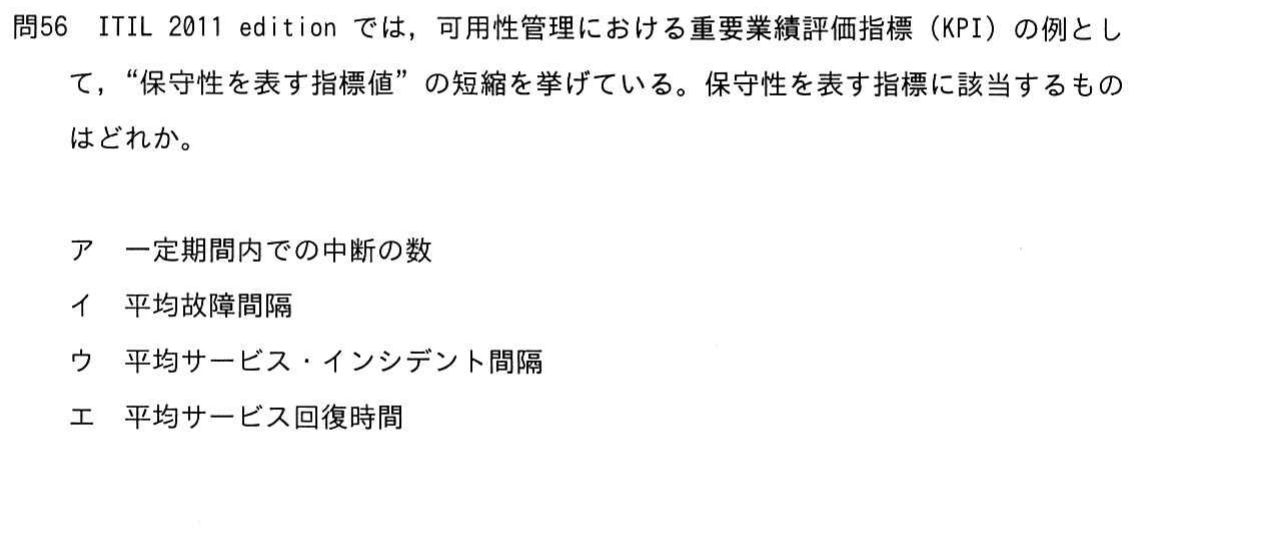 問56 ITIL 2011 edition では，可用性管理における重要業績評価指標（KPI）の例とし
て，“保守性を表す指標値”の短縮を挙げている。保守性を表す指標に該当するもの
はどれか。
ア 一定期間内での中断の数
イ 平均故障間隔
ウ 平均サービス・インシデント間隔
エ 平均サービス回復時間